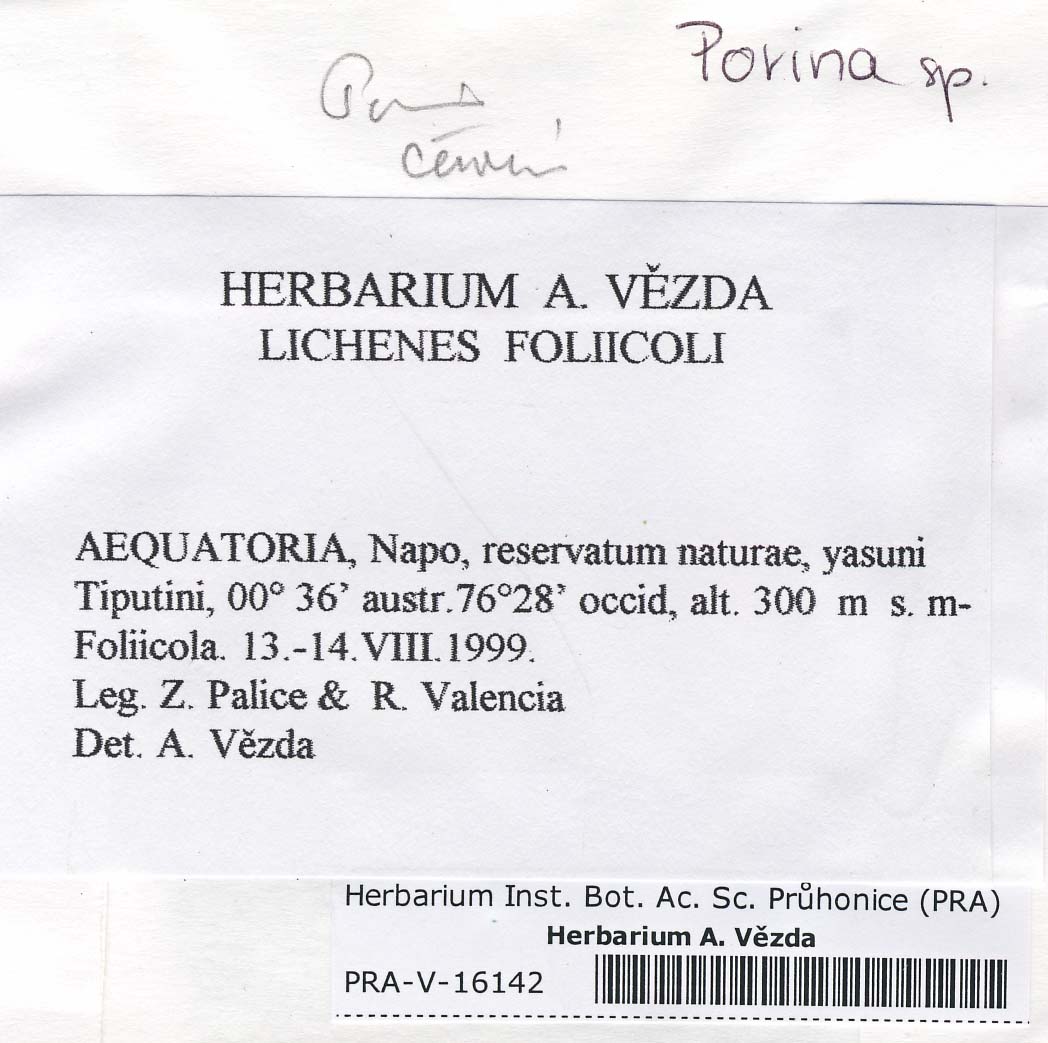 Porina sp.
HERBARIUM A. VĚZDA
LICHENES FOLIICOLI
AEQUATORIA, Napo, reservatum naturae, yasuni
Tiputini, 00° 36’ austr.76°28’ occid, alt. 300 m s. m-
Foliicola. 13.-14.VIII.1999.
Leg. Z. Palice & R. Valencia
Det. A. Vězda
Herbarium Inst. Bot. Ac. Sc. Průhonice (PRA)
Herbarium A. Vězda
PRA-V-16142